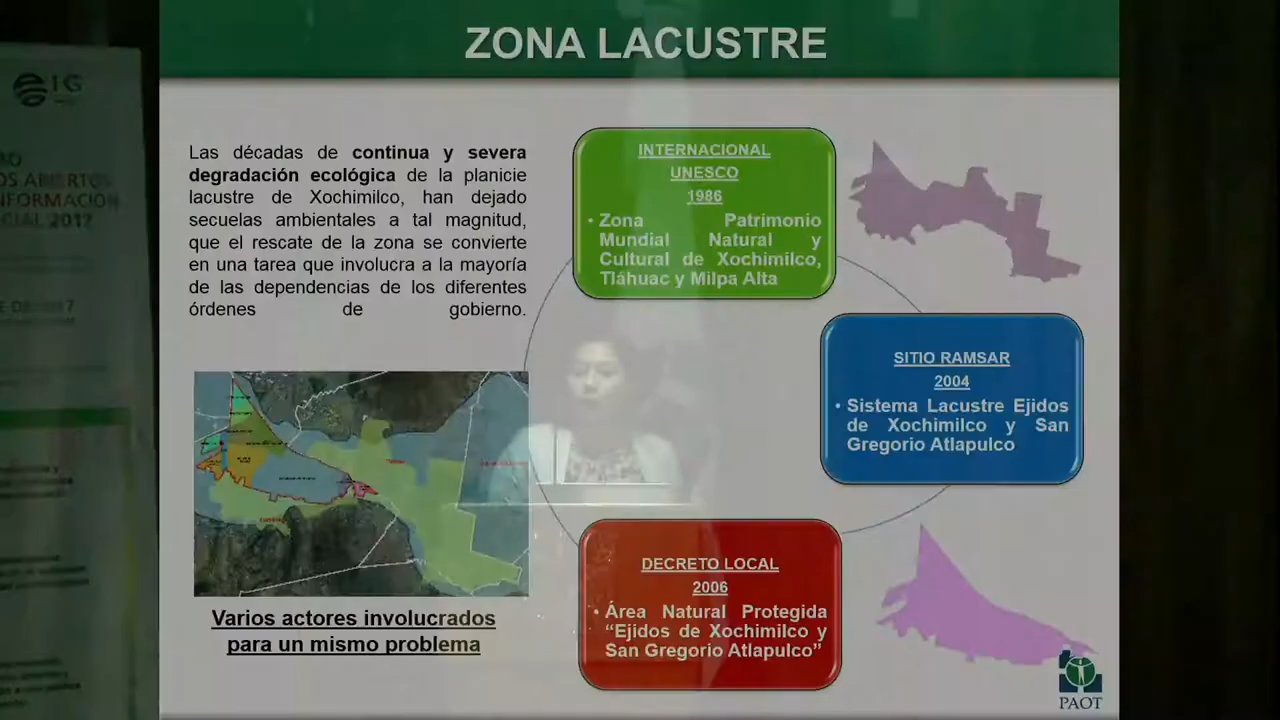 ZONA LACUSTRE
Las décadas de continua y severa
degradación ecológica de la planicie
lacustre de Xochimilco, han dejado
secuelas ambientales a tal magnitud,
que el rescate de la zona se convierte
en una tarea que involucra a la mayoría
de las dependencias de los diferentes
órdenes de gobierno.
Varios actores involucrados
para un mismo problema
INTERNACIONAL
UNESCO
1986
• Zona Patrimonio
Mundial Natural y
Cultural de Xochimilco,
Tláhuac y Milpa Alta
SITIO RAMSAR
2004
• Sistema Lacustre Ejidos
de Xochimilco y San
Gregorio Atlapulco
DECRETO LOCAL
2006
• Área Natural Protegida
“Ejidos de Xochimilco y
San Gregorio Atlapulco”
PAOT